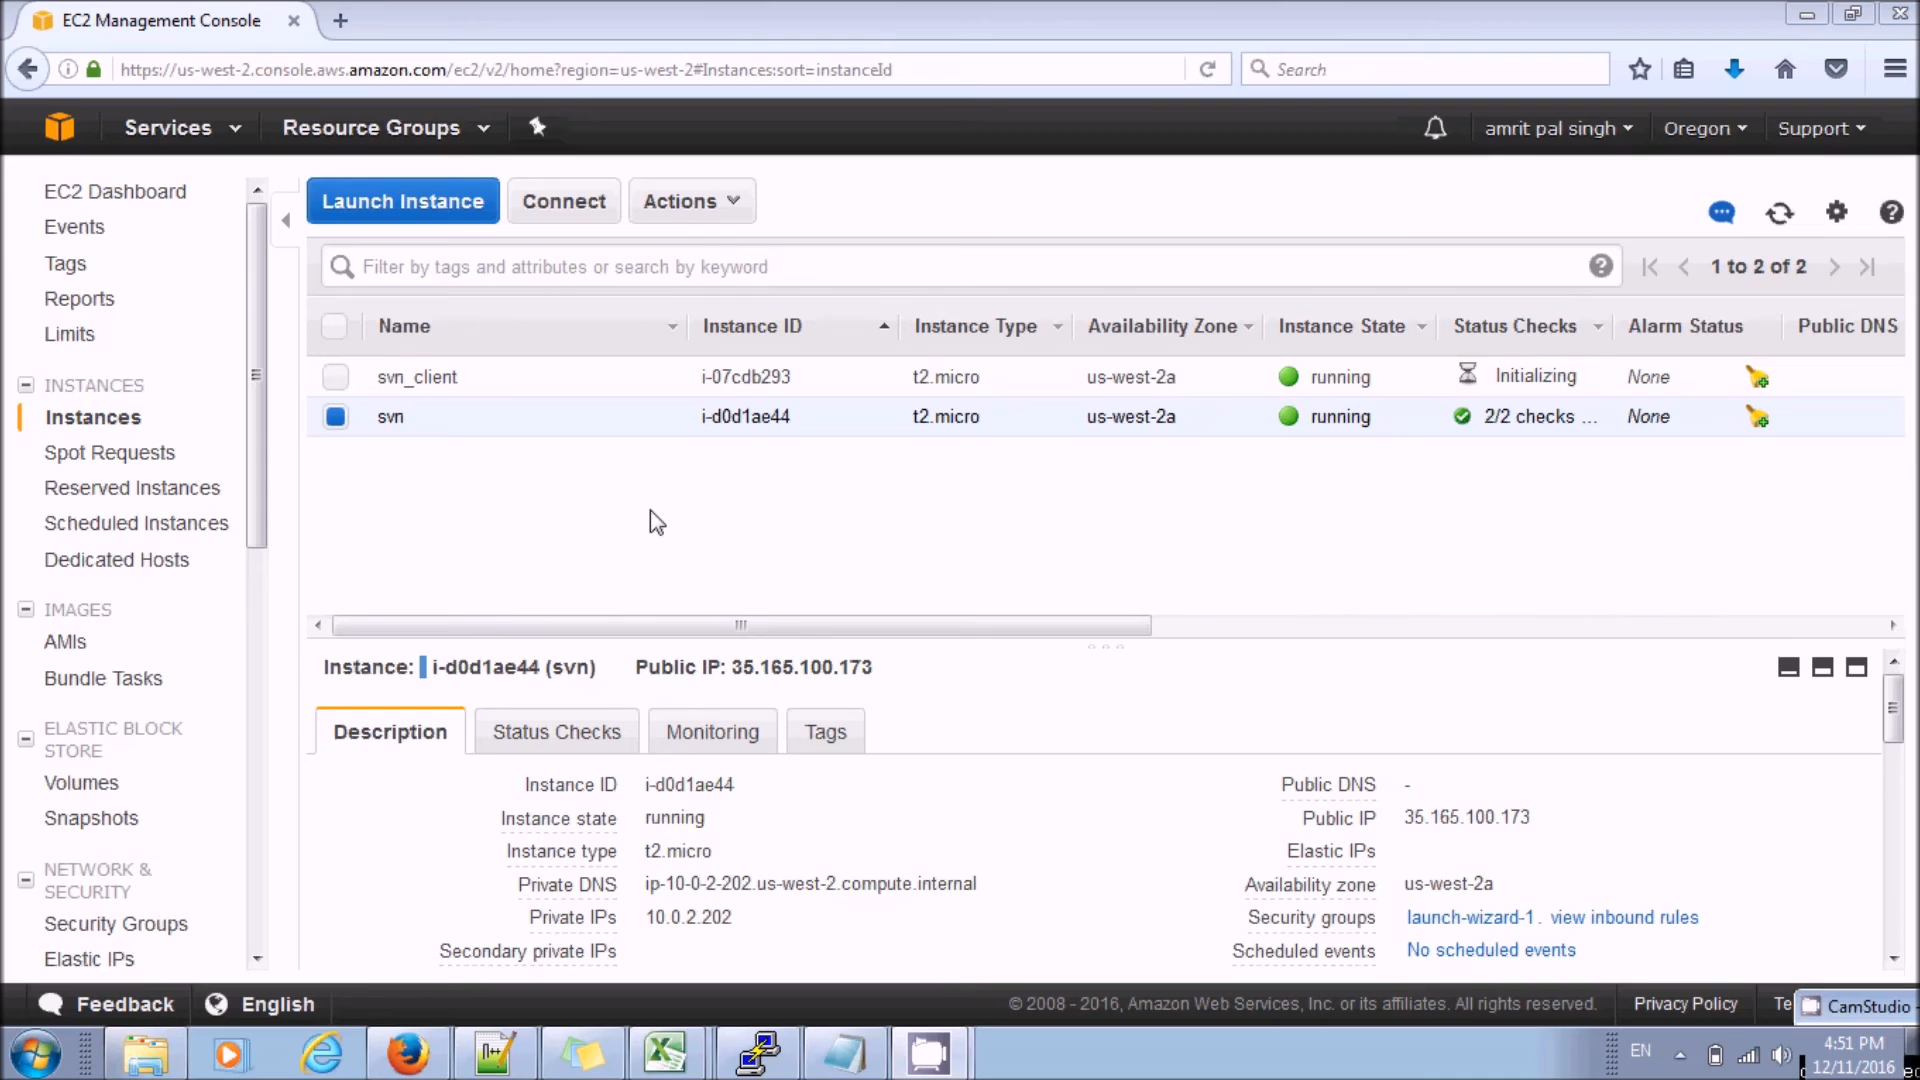 EC2 Management Console
https://us-west-2.console.aws.amazon.com/ec2/v2/home?region=us-west-2#Instances:sort=instanceId
Search
Services
Resource Groups
amrit pal singh
Oregon
Support
EC2 Dashboard
Events
Tags
Reports
Limits
INSTANCES
Instances
Spot Requests
Reserved Instances
Scheduled Instances
Dedicated Hosts
IMAGES
AMIs
Bundle Tasks
ELASTIC BLOCK
STORE
Volumes
Snapshots
NETWORK &
SECURITY
Security Groups
Elastic IPs
Launch Instance
Connect
Actions
Filter by tags and attributes or search by keyword
1 to 2 of 2
Name Instance ID Instance Type Availability Zone Instance State Status Checks Alarm Status Public DNS
svn_client i-07cdb293 t2.micro us-west-2a running Initializing None
svn i-d0d1ae44 t2.micro us-west-2a running 2/2 checks ... None
Instance: i-d0d1ae44 (svn) Public IP: 35.165.100.173
Description
Status Checks
Monitoring
Tags
Instance ID i-d0d1ae44
Instance state running
Instance type t2.micro
Private DNS ip-10-0-2-202.us-west-2.compute.internal
Private IPs 10.0.2.202
Secondary private IPs
Public DNS -
Public IP 35.165.100.173
Elastic IPs
Availability zone us-west-2a
Security groups launch-wizard-1. view inbound rules
Scheduled events No scheduled events
Feedback
English
© 2008 - 2016, Amazon Web Services, Inc. or its affiliates. All rights reserved.
Privacy Policy
Te
CamStudio
EN
4:51 PM
12/11/2016